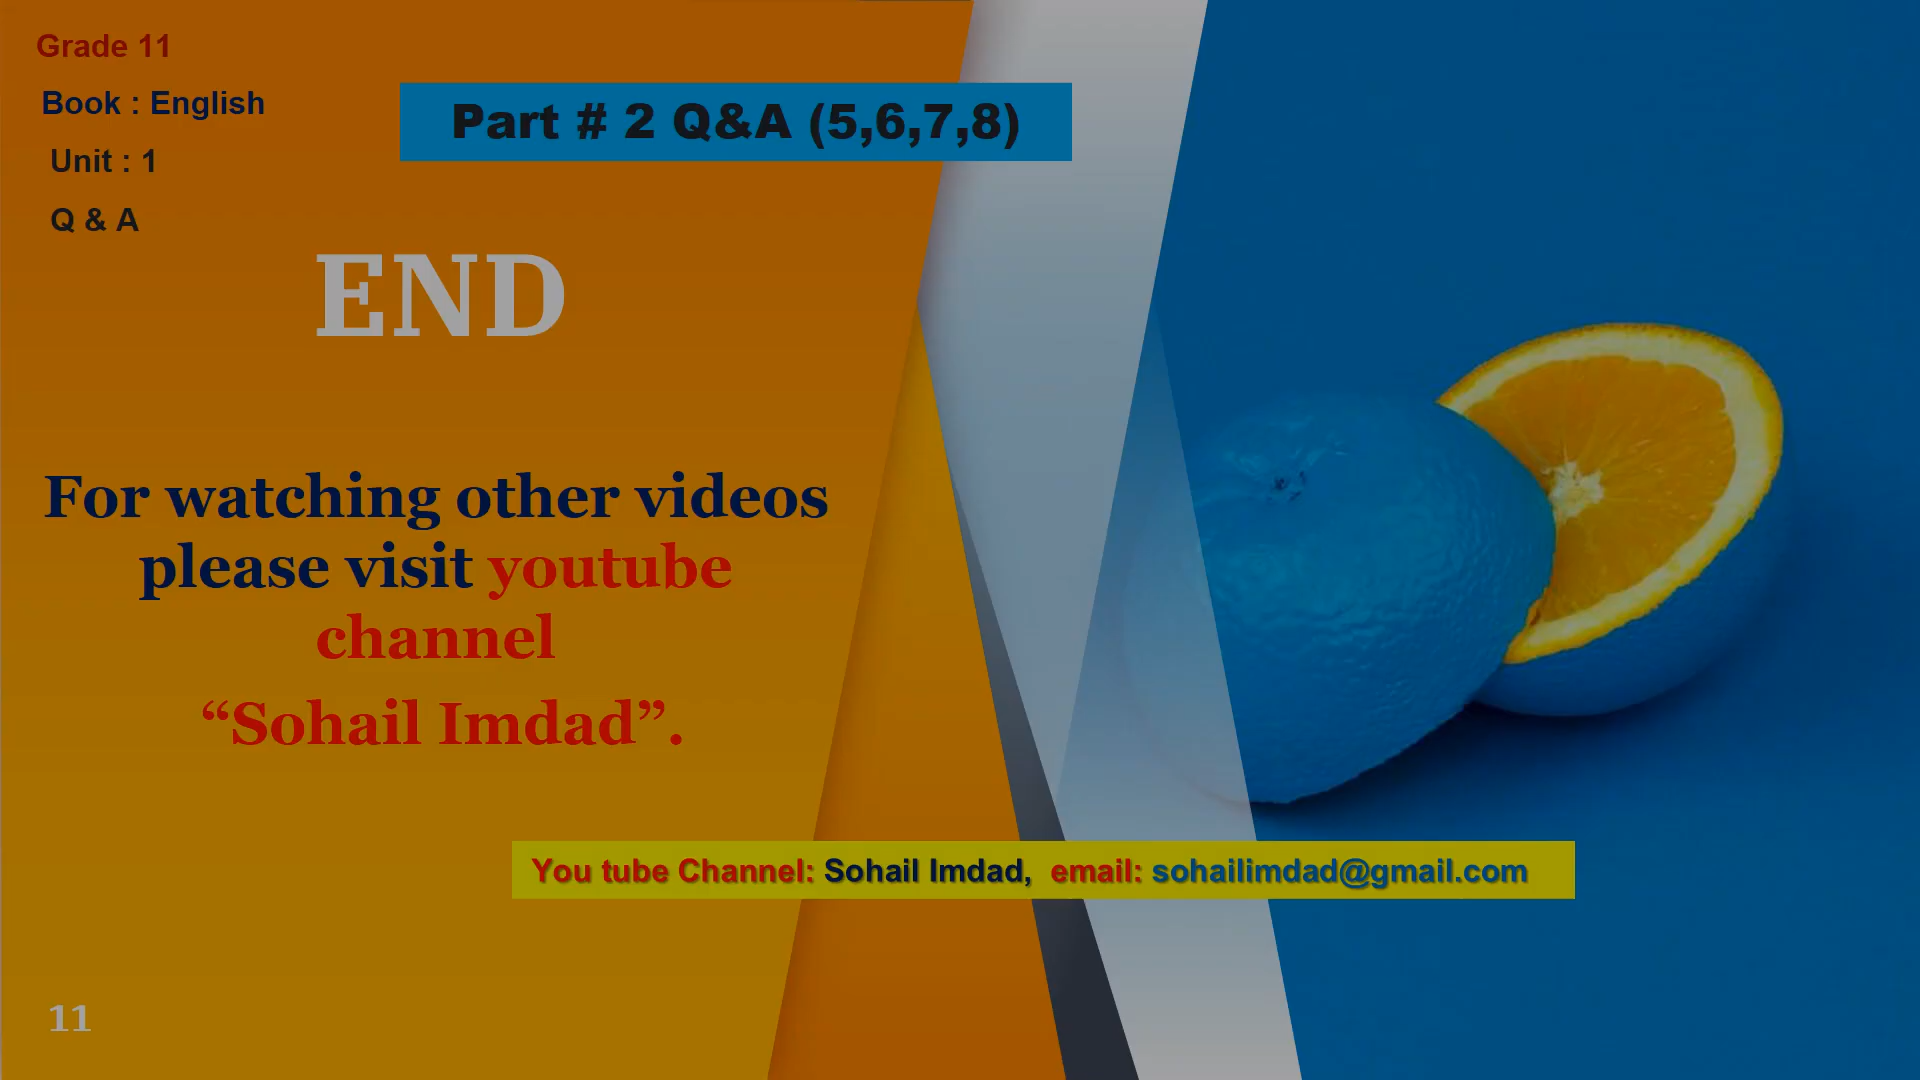 Grade 11
Book : English
Unit : 1
Q & A
Part # 2 Q&A (5,6,7,8)
END
For watching other videos
please visit youtube
channel
“Sohail Imdad”.
You tube Channel: Sohail Imdad, email: sohailimdad@gmail.com
11